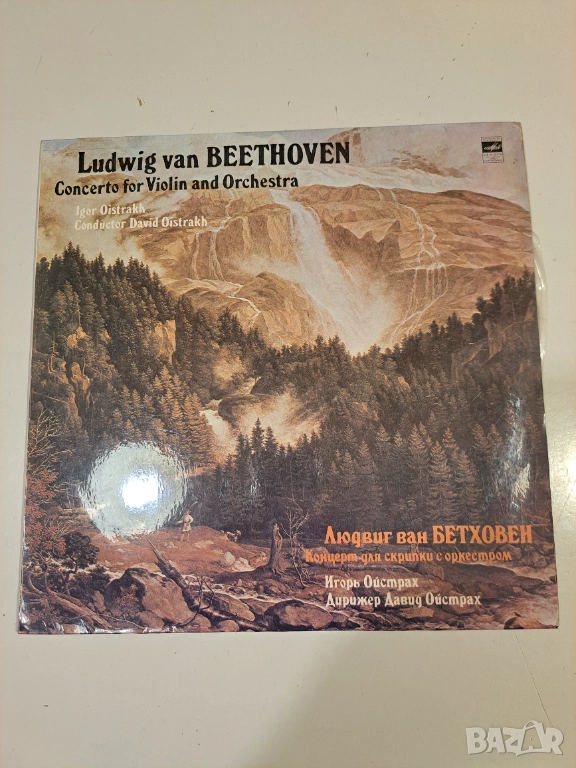 Ludwig van BEETHOVEN
Concerto for Violin and Orchestra
Igor Oistrakh
Conductor David Oistrakh
Людвиг ван БЕТХОВЕН
Концерт для скрипки с оркестром
Игорь Ойстрах
Дирижер Давид Ойстрах
BAZAR